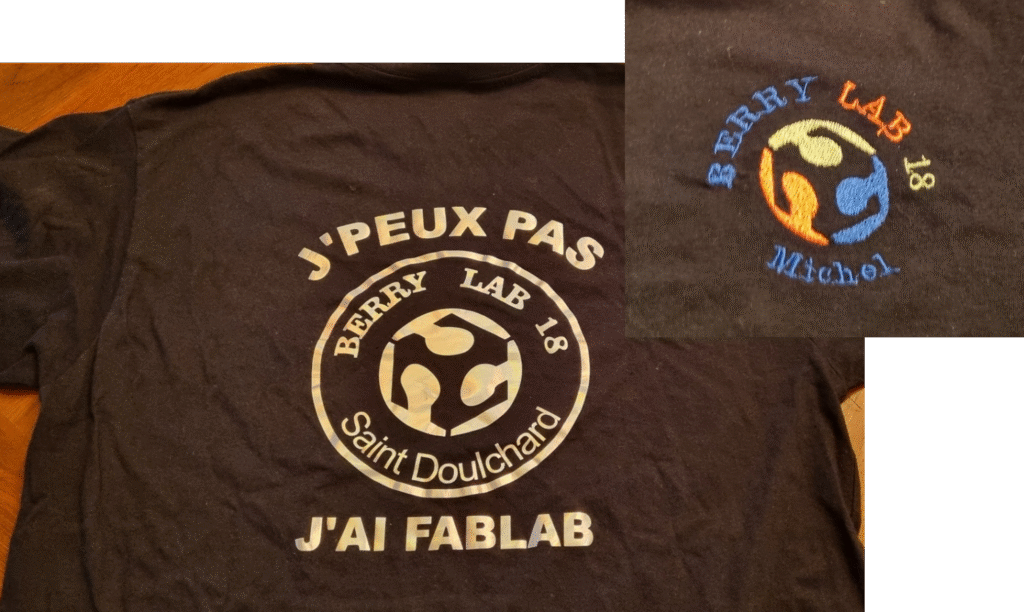 J'PEUX PAS
BERRY LAB 18
Saint Doulchard
J'AI FABLAB
BERRY LAB 18
Michel